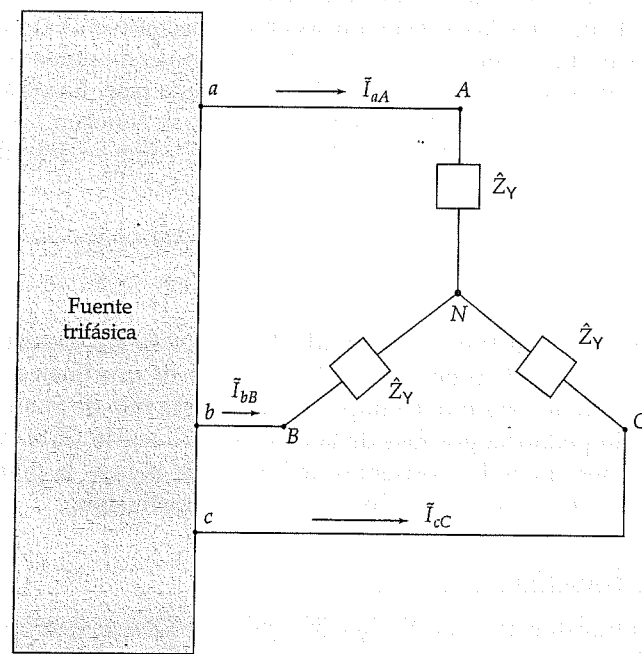 a
Ĩ_aA
A
Ẑ_Y
Fuente
trifásica
N
Ẑ_Y
Ẑ_Y
b
Ĩ_bB
B
C
c
Ĩ_cC